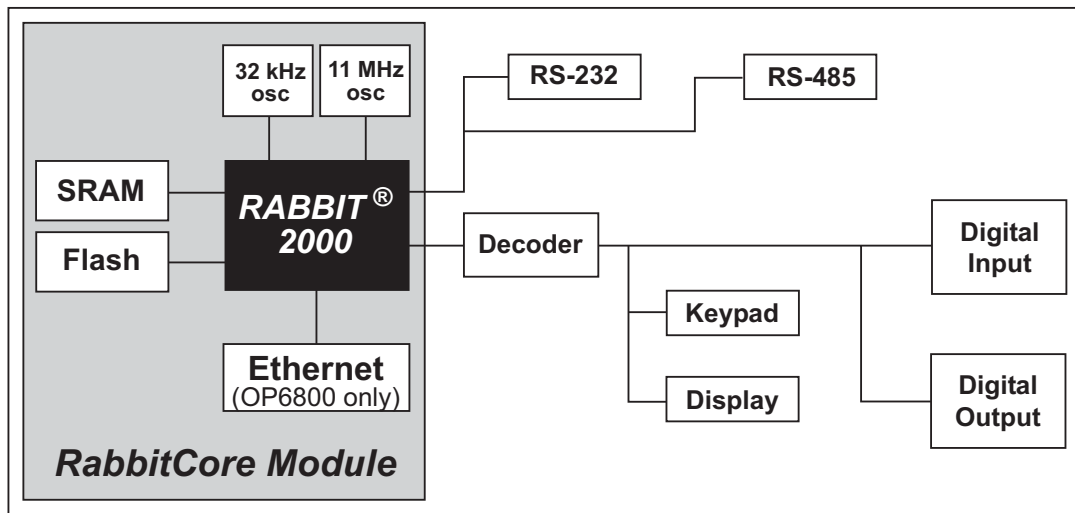 32 kHz
osc
11 MHz
osc
RS-232
RS-485
SRAM
RABBIT®
2000
Flash
Decoder
Digital
Input
Keypad
Ethernet
(OP6800 only)
Display
Digital
Output
RabbitCore Module